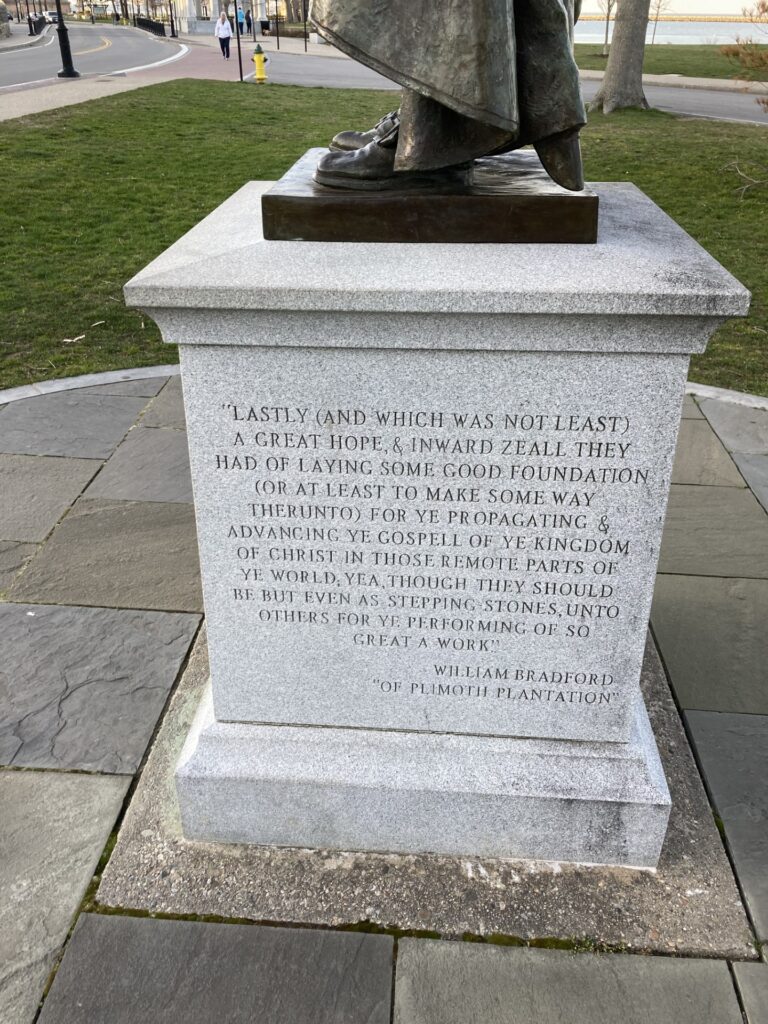 "LASTLY (AND WHICH WAS NOT LEAST)
A GREAT HOPE, & INWARD ZEALL THEY
HAD OF LAYING SOME GOOD FOUNDATION
(OR AT LEAST TO MAKE SOME WAY
THERUNTO) FOR YE PROPAGATING &
ADVANCING YE GOSPELL OF YE KINGDOM
OF CHRIST IN THOSE REMOTE PARTS OF
YE WORLD, YEA, THOUGH THEY SHOULD
BE BUT EVEN AS STEPPING STONES, UNTO
OTHERS FOR YE PERFORMING OF SO
GREAT A WORK"
- WILLIAM BRADFORD
"OF PLIMOTH PLANTATION"